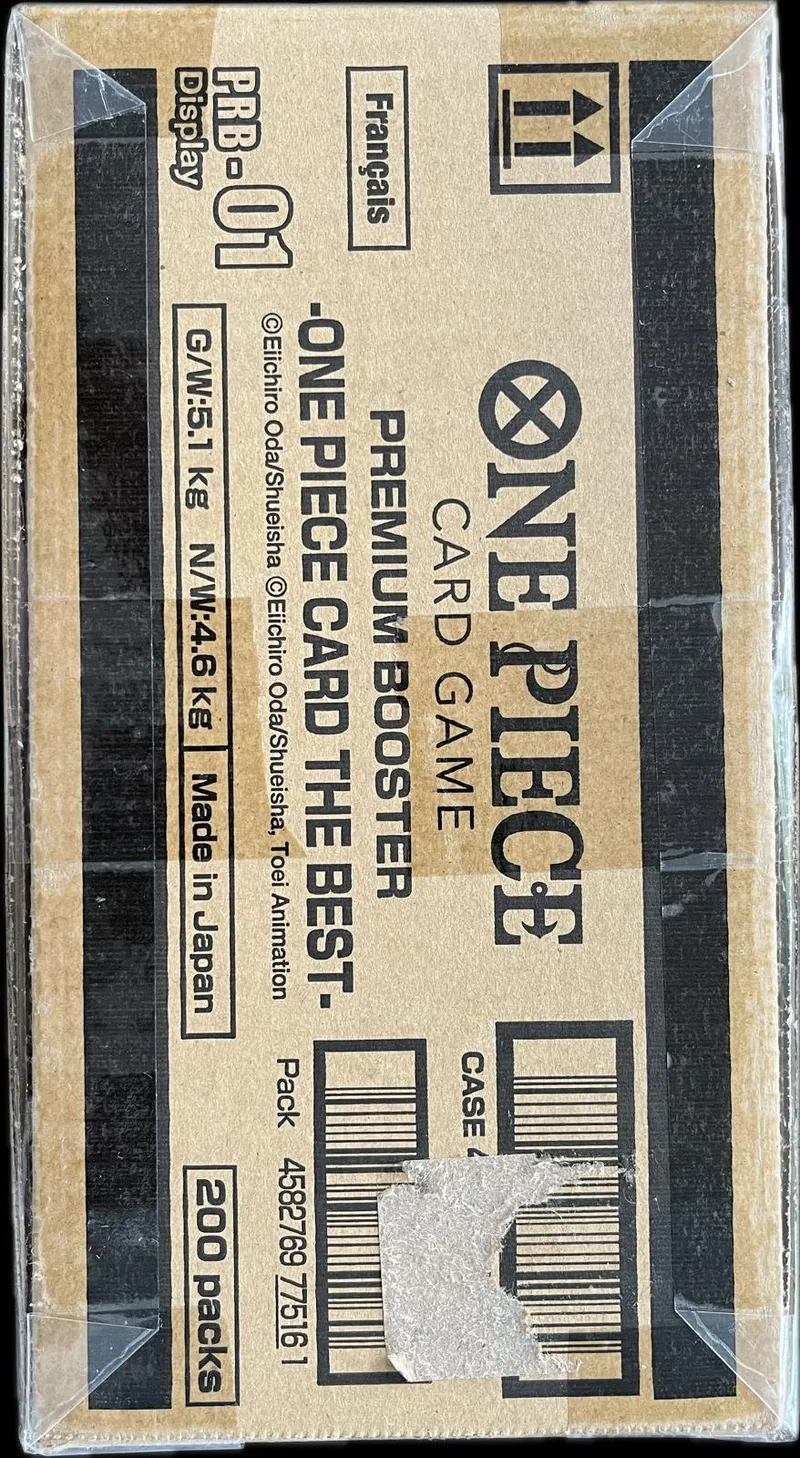 ONE PIECE
CARD GAME
PREMIUM BOOSTER
-ONE PIECE CARD THE BEST-
©Eiichiro Oda/Shueisha ©Eiichiro Oda/Shueisha, Toei Animation
Français
PRB-01
Display
G/W:5.1 kg N/W:4.6 kg Made in Japan
CASE
Pack 4582769 77516 1
200 packs